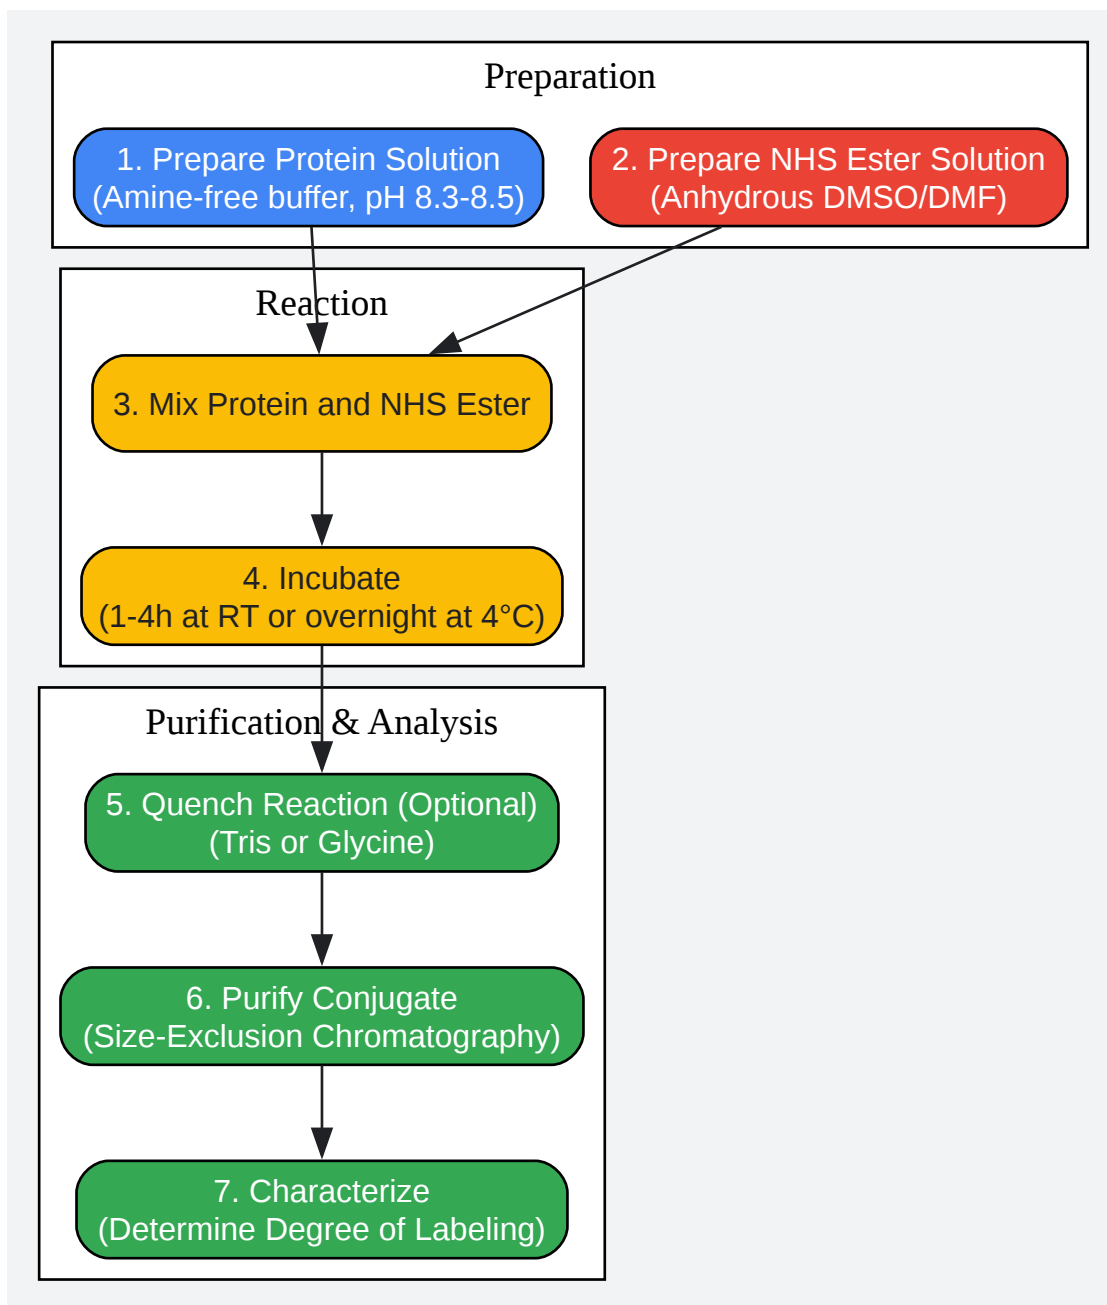 Preparation
1. Prepare Protein Solution
(Amine-free buffer, pH 8.3-8.5)
2. Prepare NHS Ester Solution
(Anhydrous DMSO/DMF)
Reaction
3. Mix Protein and NHS Ester
4. Incubate
(1-4h at RT or overnight at 4°C)
Purification & Analysis
5. Quench Reaction (Optional)
(Tris or Glycine)
6. Purify Conjugate
(Size-Exclusion Chromatography)
7. Characterize
(Determine Degree of Labeling)